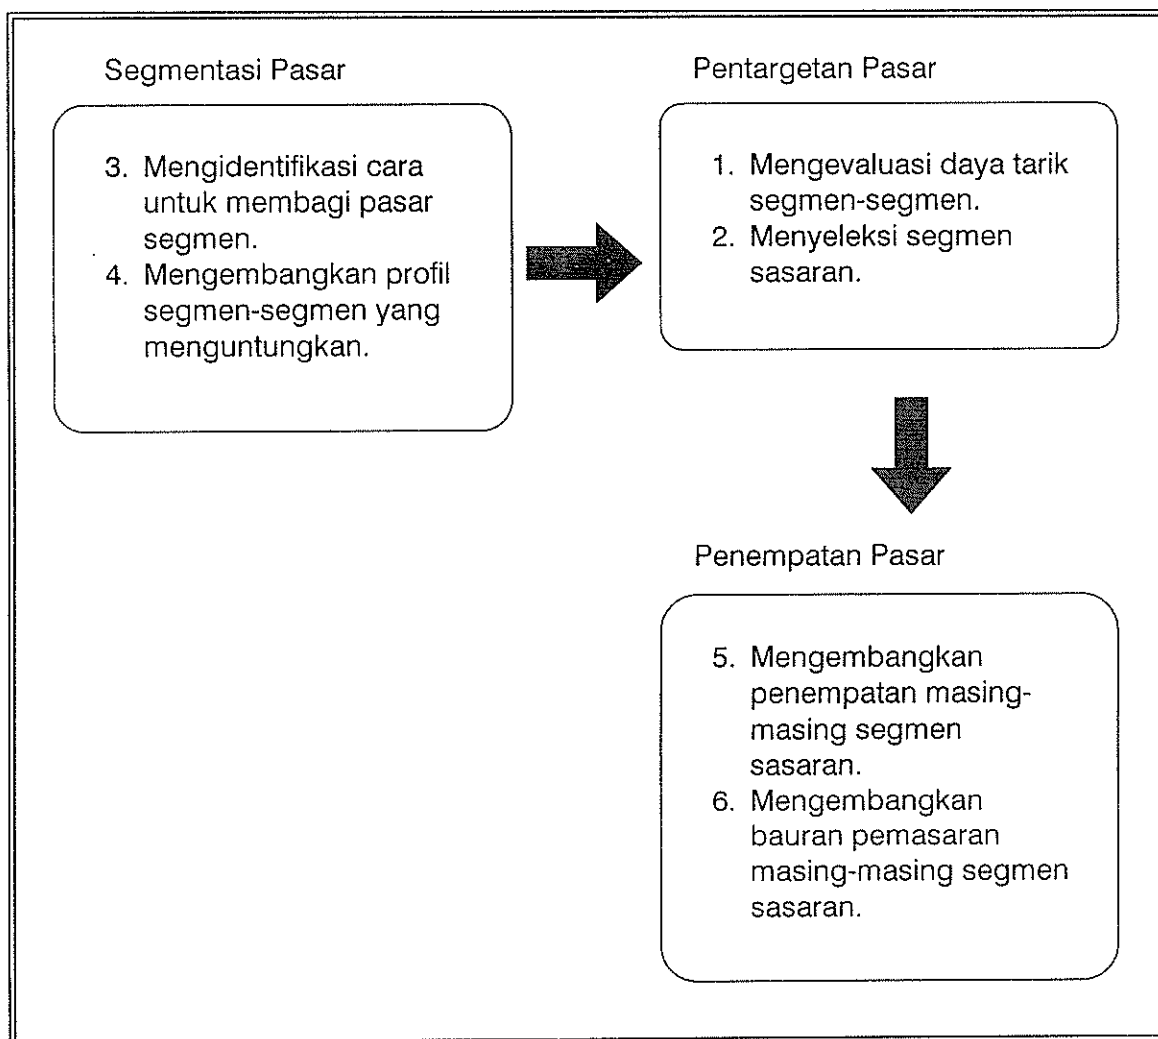 Segmentasi Pasar
3. Mengidentifikasi cara
untuk membagi pasar
segmen.
4. Mengembangkan profil
segmen-segmen yang
menguntungkan.
Pentargetan Pasar
1. Mengevaluasi daya tarik
segmen-segmen.
2. Menyeleksi segmen
sasaran.
Penempatan Pasar
5. Mengembangkan
penempatan masing-
masing segmen
sasaran.
6. Mengembangkan
bauran pemasaran
masing-masing segmen
sasaran.